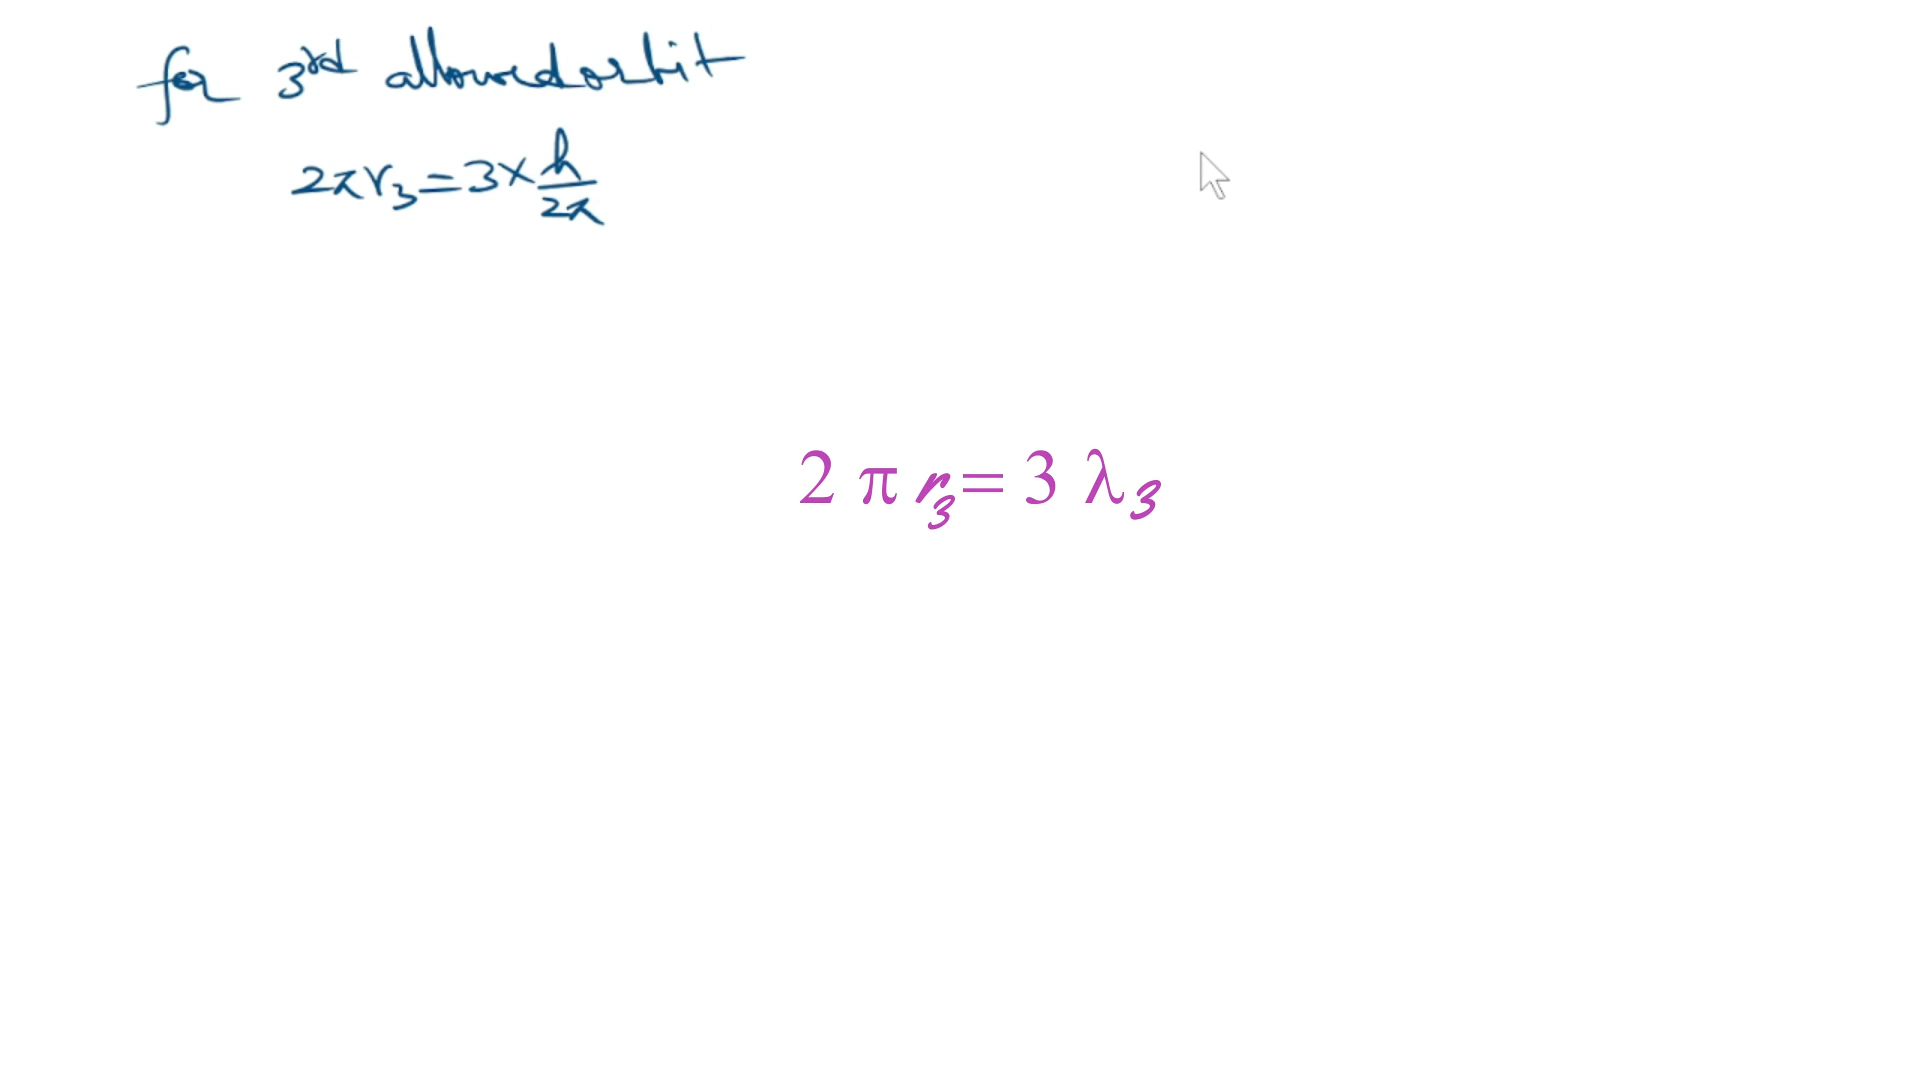 for 3rd allowed orbit
2πr₃ = 3 × h/2π
2 π r₃ = 3 λ₃